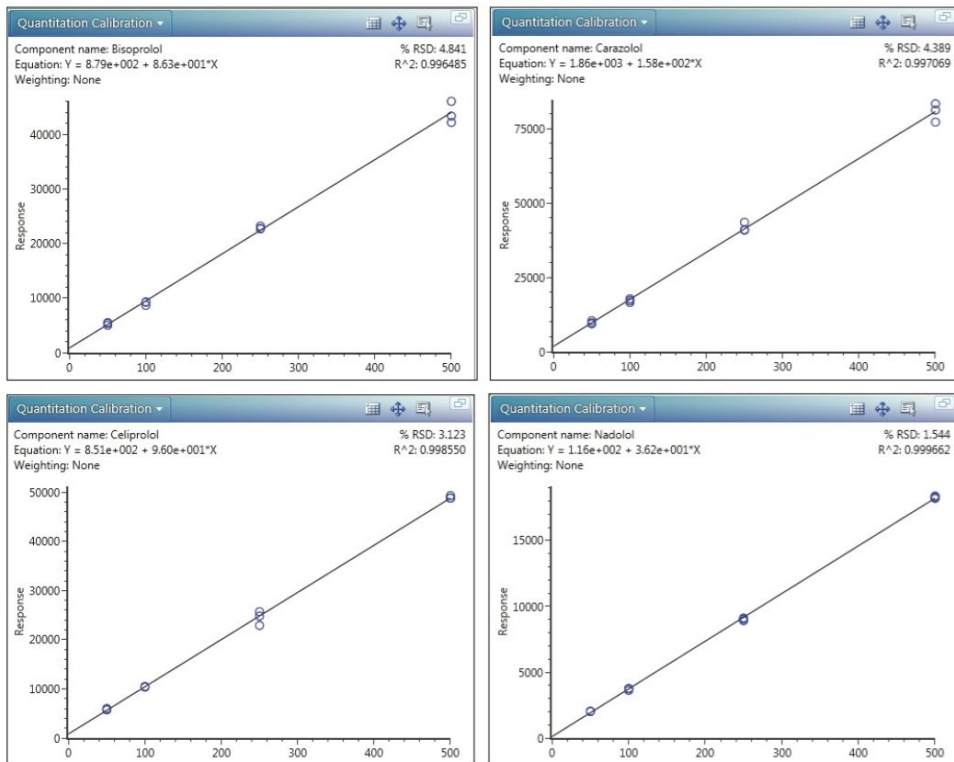 Quantitation Calibration
Component name: Bisoprolol % RSD: 4.841
Equation: Y = 8.79e+002 + 8.63e+001*X R^2: 0.996485
Weighting: None
40000
30000
20000
10000
0
Response
0 100 200 300 400 500
Quantitation Calibration
Component name: Carazolol % RSD: 4.389
Equation: Y = 1.86e+003 + 1.58e+002*X R^2: 0.997069
Weighting: None
75000
50000
25000
0
Response
0 100 200 300 400 500
Quantitation Calibration
Component name: Celiprolol % RSD: 3.123
Equation: Y = 8.51e+002 + 9.60e+001*X R^2: 0.998550
Weighting: None
50000
40000
30000
20000
10000
0
Response
0 100 200 300 400 500
Quantitation Calibration
Component name: Nadolol % RSD: 1.544
Equation: Y = 1.16e+002 + 3.62e+001*X R^2: 0.999662
Weighting: None
15000
10000
5000
0
Response
0 100 200 300 400 500